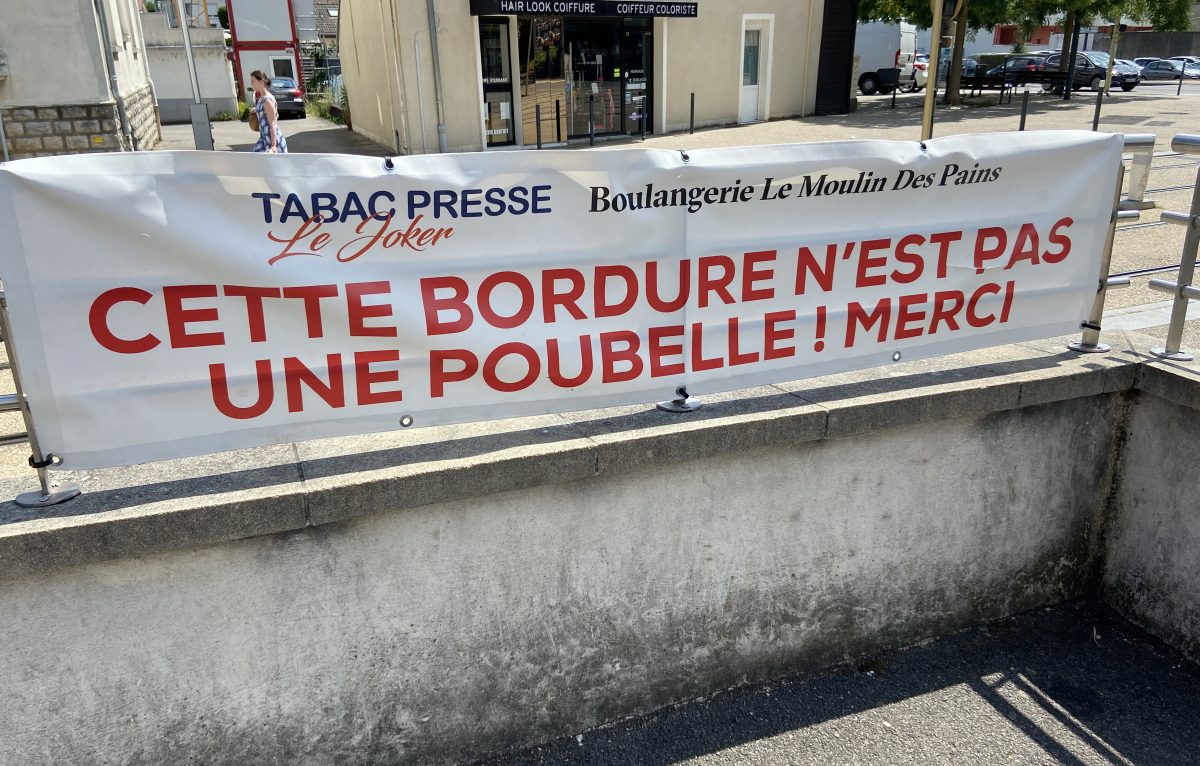 HAIR LOOK COIFFURE COIFFEUR COLORISTE
TABAC PRESSE
Le Joker
Boulangerie Le Moulin Des Pains
CETTE BORDURE N'EST PAS
UNE POUBELLE ! MERCI